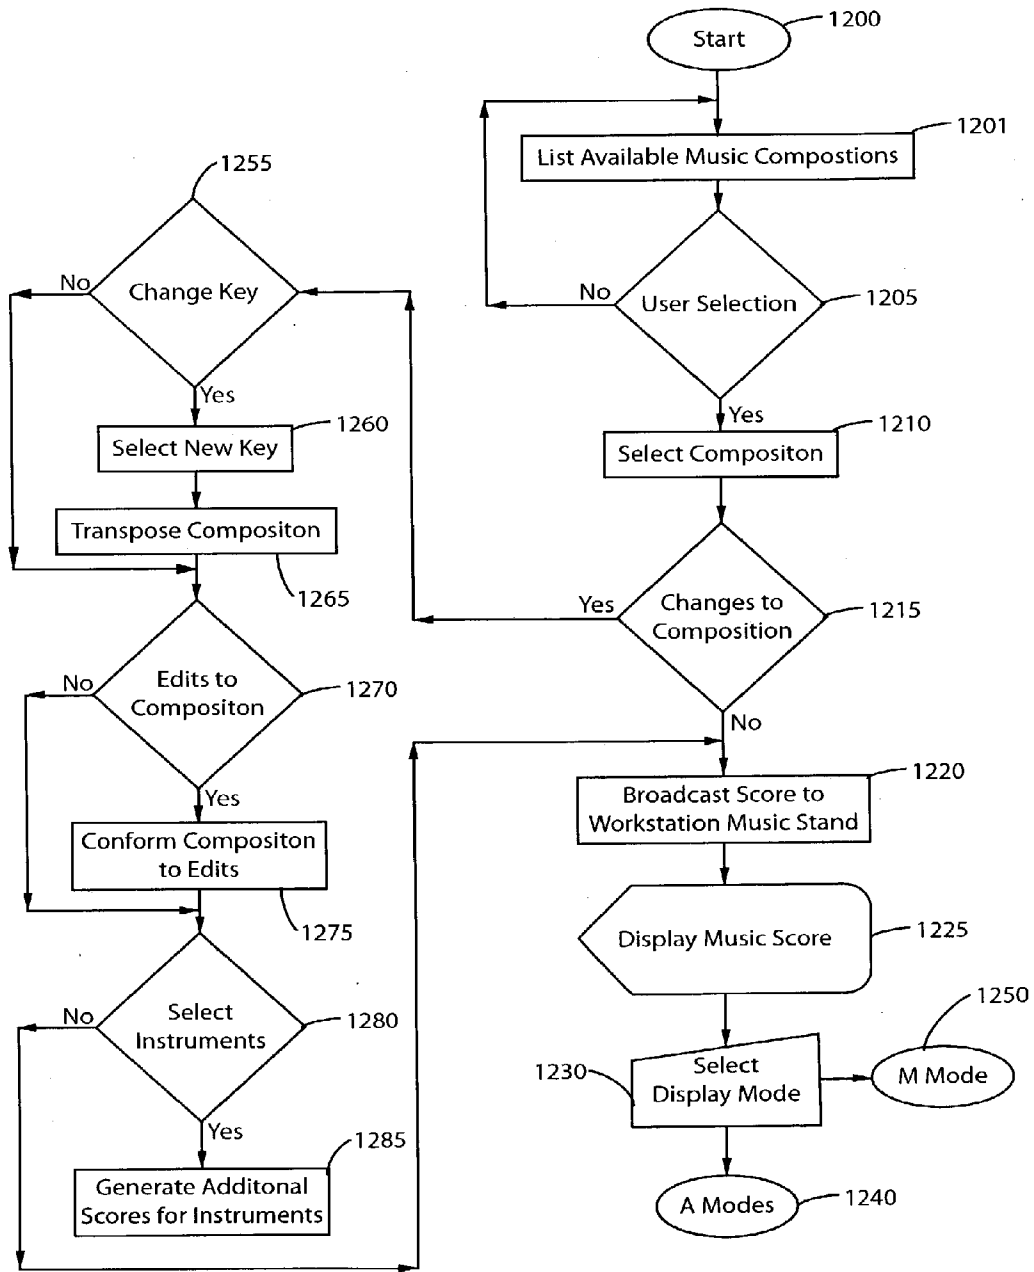 Start
1200
1201
List Available Music Compostions
1255
No
Change Key
No
User Selection
1205
Yes
Yes
1260
1210
Select New Key
Select Compositon
Transpose Compositon
1265
Yes
Changes to
Composition
1215
No
Edits to
Compositon
1270
No
Yes
1220
Broadcast Score to
Workstation Music Stand
Conform Compositon
to Edits
1275
Display Music Score
1225
No
Select
Instruments
1280
1250
1230
Select
Display Mode
M Mode
Yes
1285
Generate Additonal
Scores for Instruments
A Modes
1240